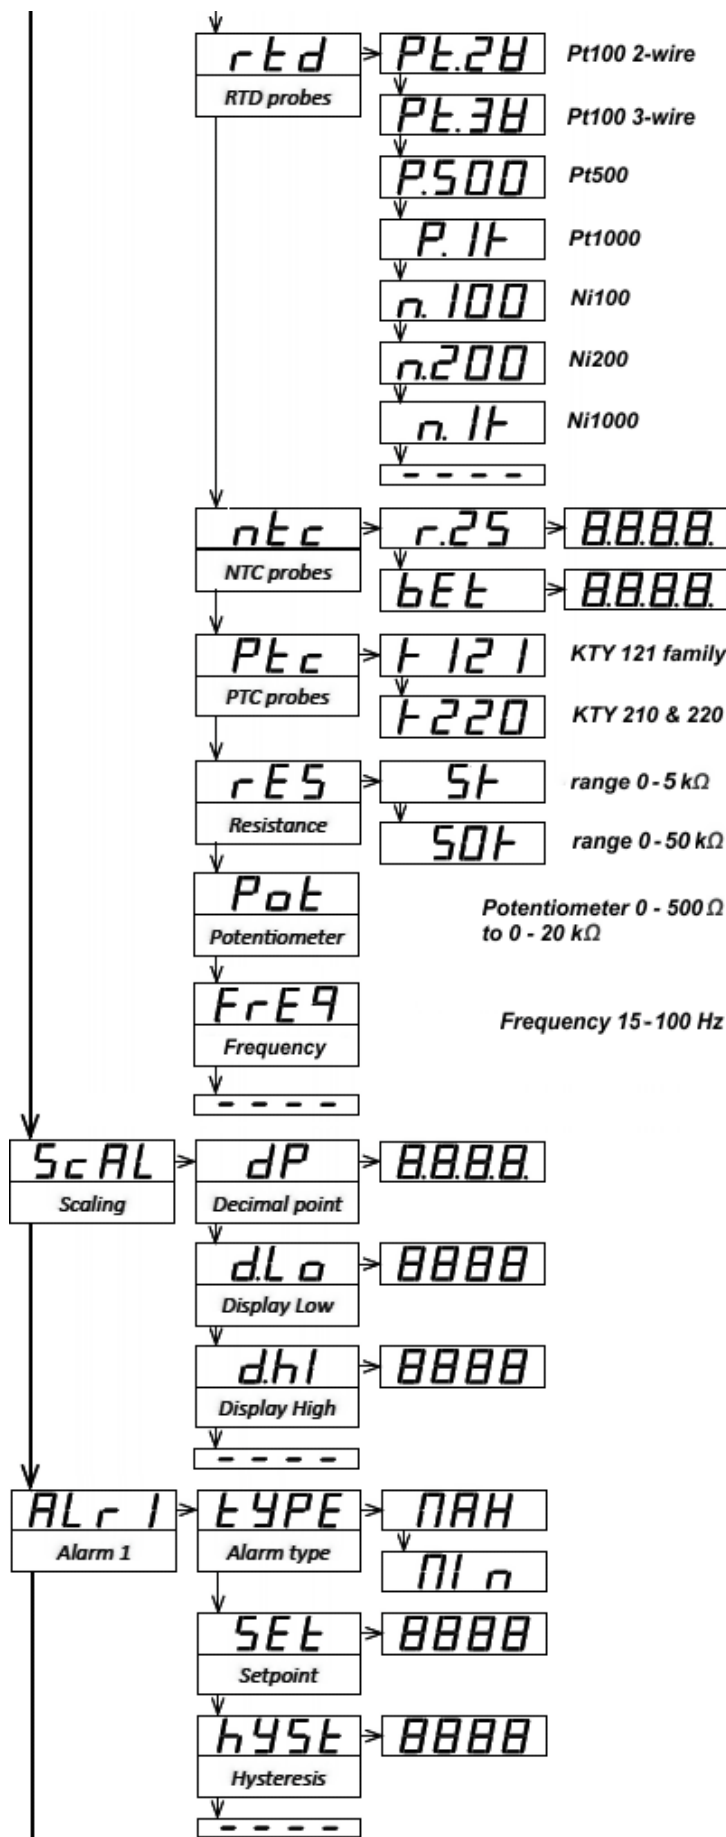 rtd
RTD probes
Pt.2W
Pt100 2-wire
Pt.3W
Pt100 3-wire
P.500
Pt500
P.1k
Pt1000
n.100
Ni100
n.200
Ni200
n.1k
Ni1000
- - - -
ntc
NTC probes
r.25
8.8.8.8.
bEt
8.8.8.8.
Ptc
PTC probes
k121
KTY 121 family
k220
KTY 210 & 220
rES
Resistance
5k
range 0-5 kΩ
50k
range 0-50 kΩ
Pot
Potentiometer
Potentiometer 0 - 500 Ω
to 0 - 20 kΩ
FrEq
Frequency
Frequency 15-100 Hz
- - - -
ScAL
Scaling
dP
Decimal point
8.8.8.8.
d.Lo
Display Low
8888
d.hI
Display High
8888
- - - -
ALr1
Alarm 1
tYPE
Alarm type
MAH
MIn
SEt
Setpoint
8888
hYSt
Hysteresis
8888
- - - -